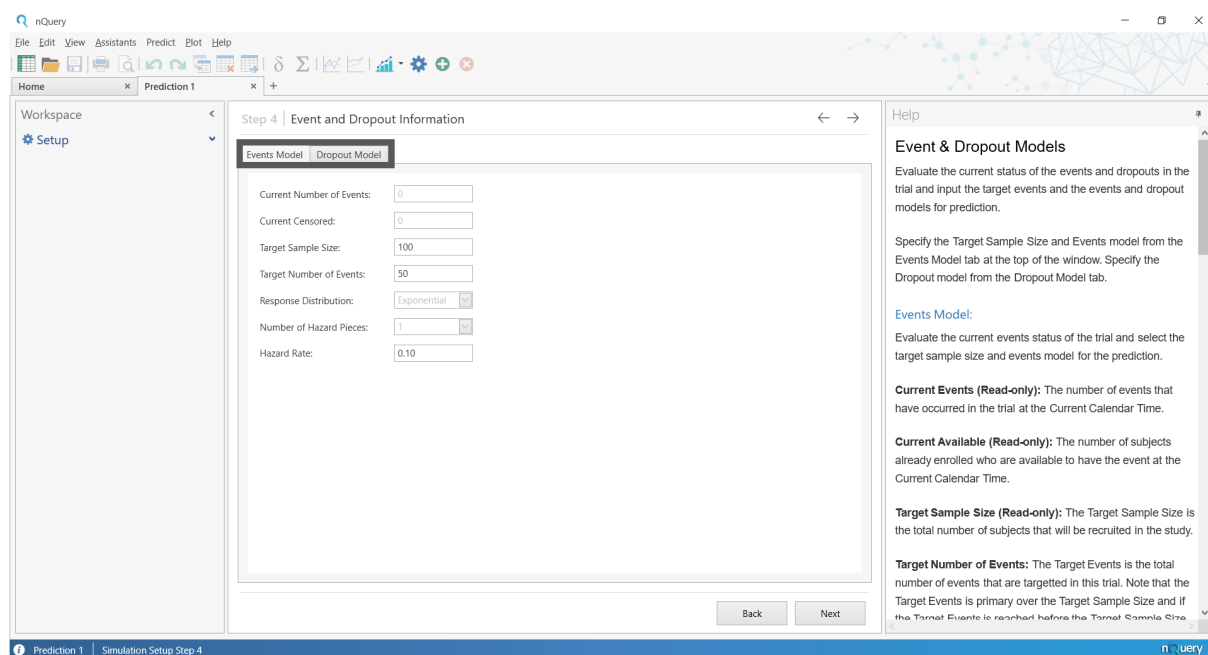 nQuery
File Edit View Assistants Predict Plot Help
Home × Prediction 1 × +
Workspace
Setup
Step 4 | Event and Dropout Information
Events Model Dropout Model
Current Number of Events: 0
Current Censored: 0
Target Sample Size: 100
Target Number of Events: 50
Response Distribution: Exponential
Number of Hazard Pieces: 1
Hazard Rate: 0.10
Back Next
Help
Event & Dropout Models
Evaluate the current status of the events and dropouts in the
trial and input the target events and the events and dropout
models for prediction.
Specify the Target Sample Size and Events model from the
Events Model tab at the top of the window. Specify the
Dropout model from the Dropout Model tab.
Events Model:
Evaluate the current events status of the trial and select the
target sample size and events model for the prediction.
Current Events (Read-only): The number of events that
have occurred in the trial at the Current Calendar Time.
Current Available (Read-only): The number of subjects
already enrolled who are available to have the event at the
Current Calendar Time.
Target Sample Size (Read-only): The Target Sample Size is
the total number of subjects that will be recruited in the study.
Target Number of Events: The Target Events is the total
number of events that are targetted in this trial. Note that the
Target Events is primary over the Target Sample Size and if
the Target Events is reached before the Target Sample Size
Prediction 1 | Simulation Setup Step 4
nQuery